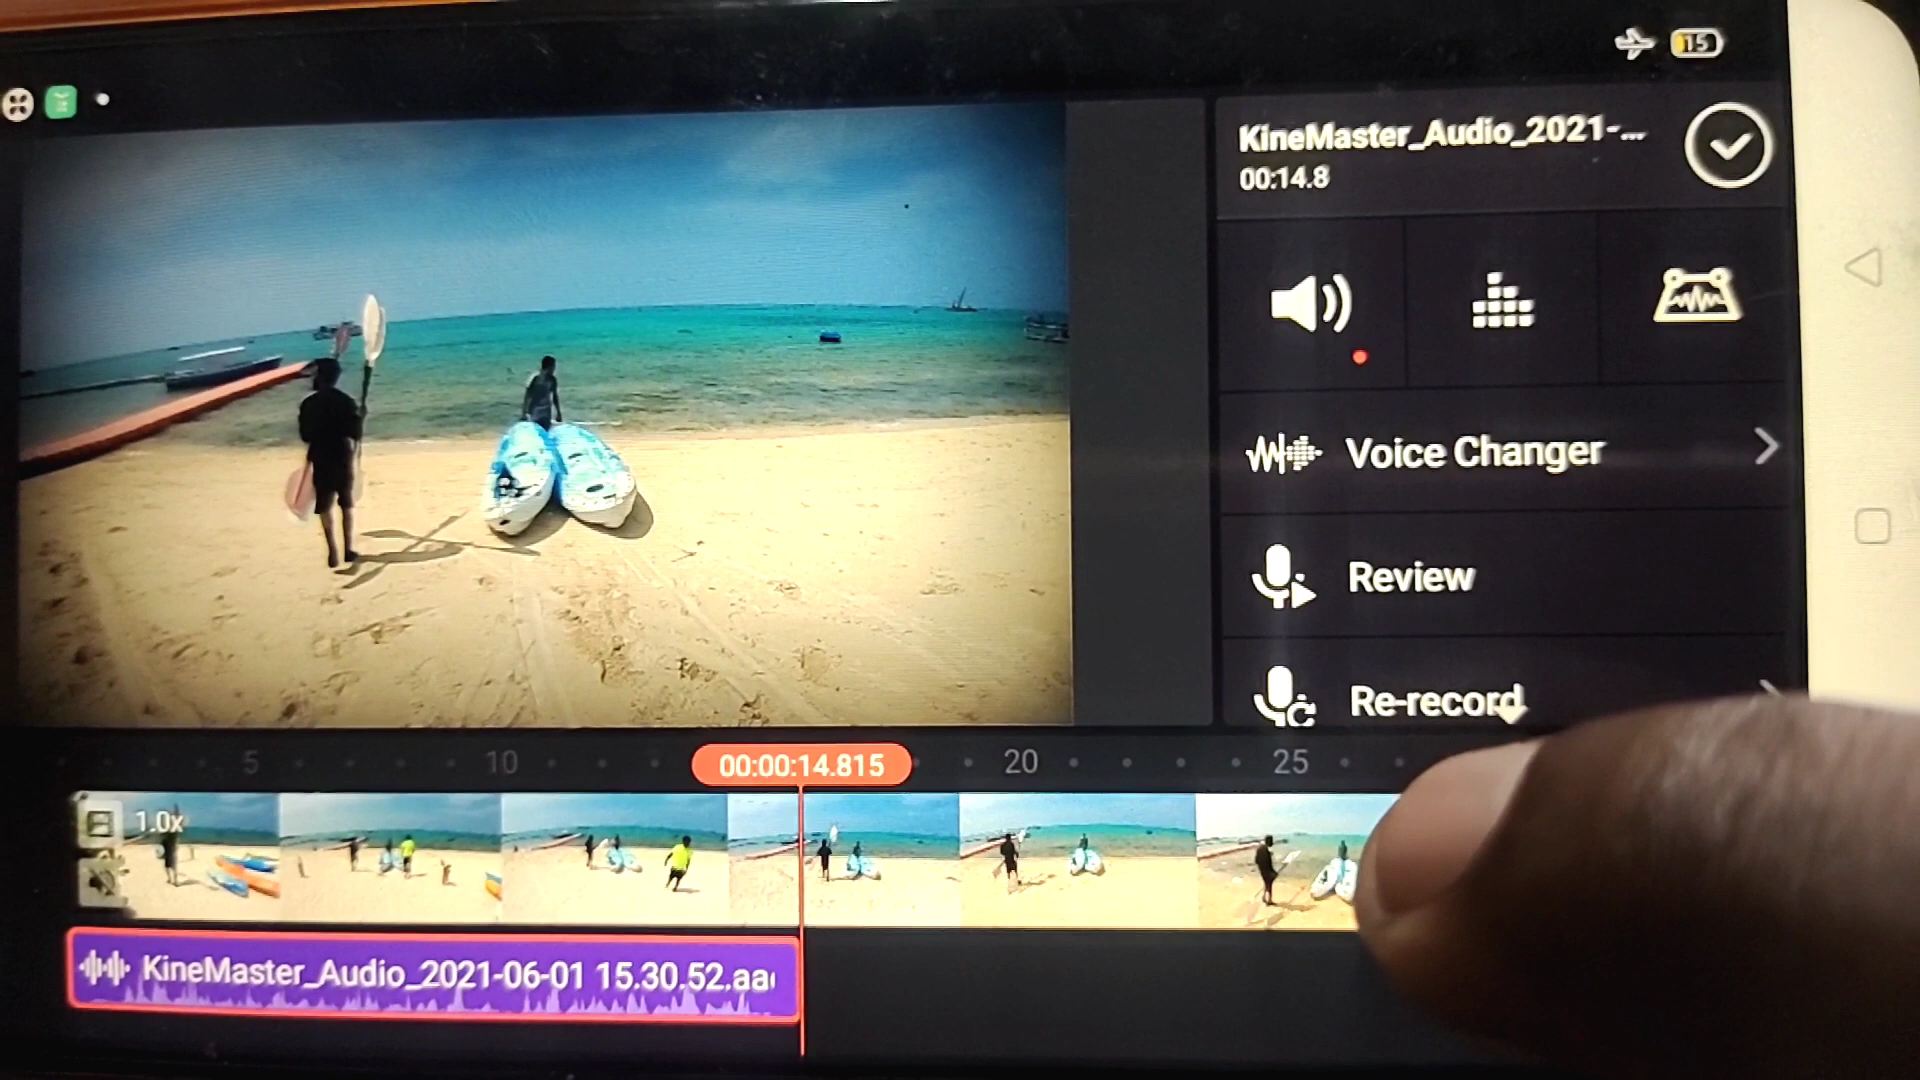 15
KineMaster_Audio_2021-...
00:14.8
Voice Changer
Review
Re-record
5 10 00:00:14.815 20 25
1.0x
KineMaster_Audio_2021-06-01 15.30.52.aac